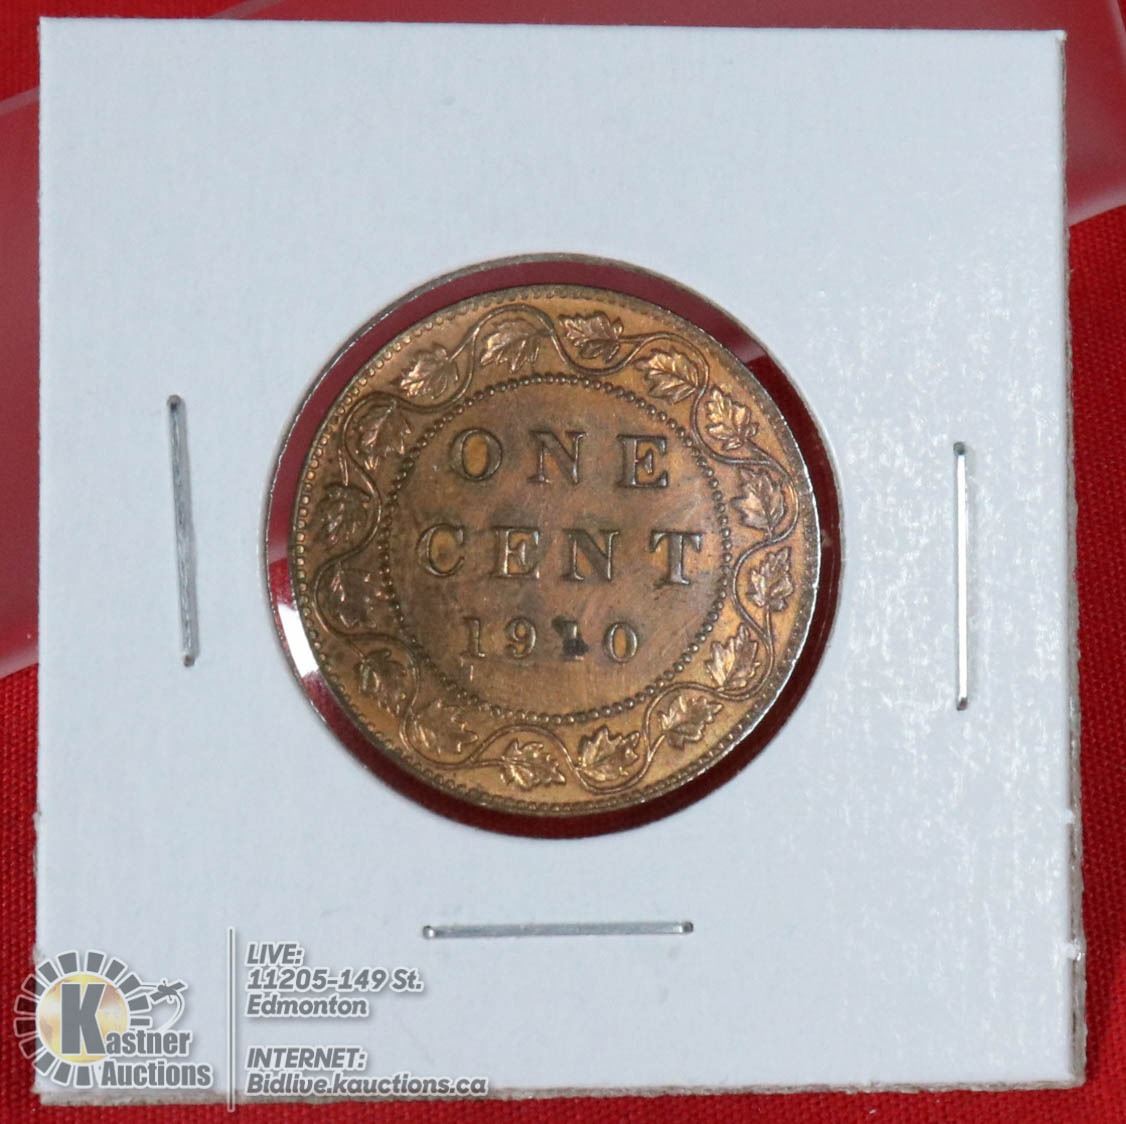 ONE
CENT
1910
Kastner
Auctions
LIVE:
11205-149 St.
Edmonton
INTERNET:
Bidlive.kauctions.ca